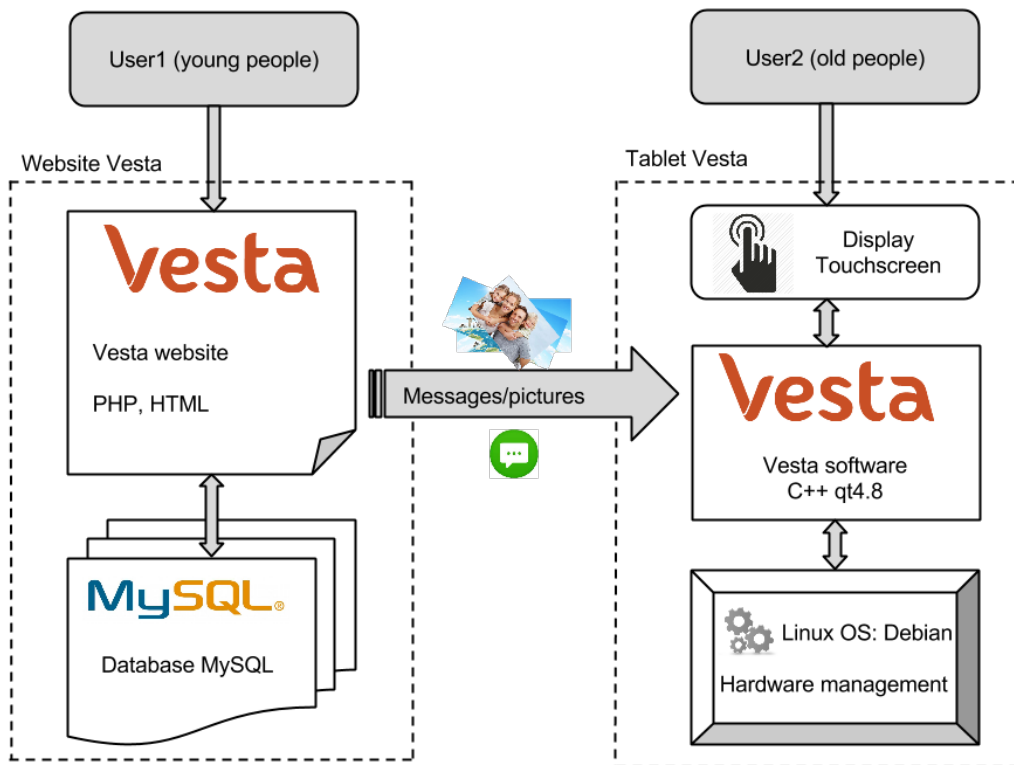 User1 (young people)
User2 (old people)
Website Vesta
Tablet Vesta
Vesta
Vesta website
PHP, HTML
MySQL®
Database MySQL
Messages/pictures
Display
Touchscreen
Vesta
Vesta software
C++ qt4.8
Linux OS: Debian
Hardware management